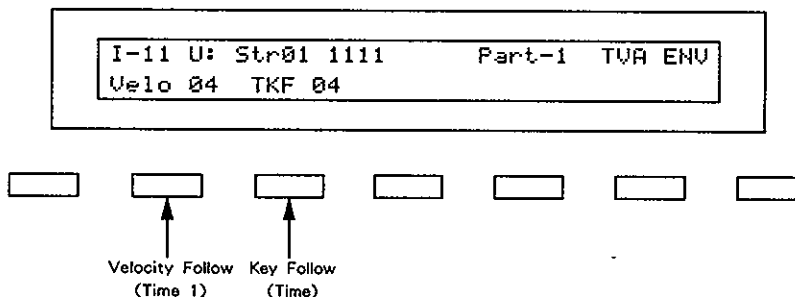 I-11 U: Str01 1111 Part-1 TVA ENV
Velo 04 TKF 04
Velocity Follow Key Follow
(Time 1) (Time)